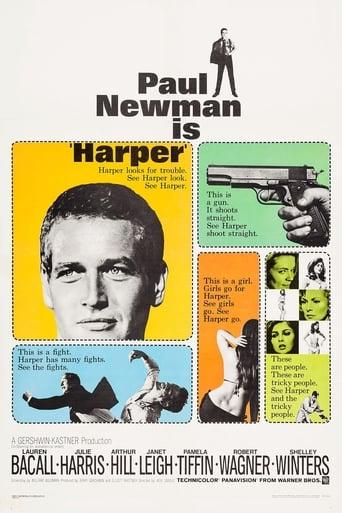 Paul
Newman
is
'Harper'
Harper looks for trouble.
See Harper look.
See Harper.
This is
a gun.
It shoots
straight.
See Harper
shoot straight.
This is a girl.
Girls go for
Harper.
See girls
go. See
Harper go.
This is a fight.
Harper has many fights.
See the fights.
These
are people.
These are
tricky people.
See Harper
and the
tricky
people.
A GERSHWIN-KASTNER Production
LAUREN BACALL • JULIE HARRIS • ARTHUR HILL • JANET LEIGH • PAMELA TIFFIN • ROBERT WAGNER • SHELLEY WINTERS
TECHNICOLOR® PANAVISION® FROM WARNER BROS.